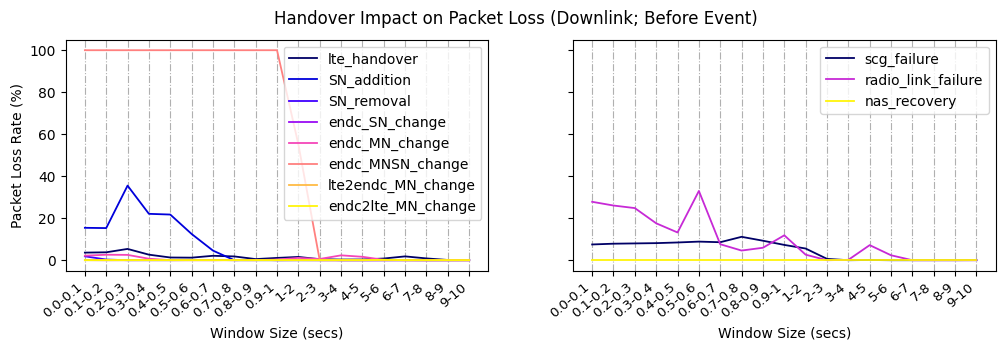 Handover Impact on Packet Loss (Downlink; Before Event)
Packet Loss Rate (%)
100
80
60
40
20
0
lte_handover
SN_addition
SN_removal
endc_SN_change
endc_MN_change
endc_MNSN_change
lte2endc_MN_change
endc2lte_MN_change
0.0-0.1
0.1-0.2
0.2-0.3
0.3-0.4
0.4-0.5
0.5-0.6
0.6-0.7
0.7-0.8
0.8-0.9
0.9-1
1-2
2-3
3-4
4-5
5-6
6-7
7-8
8-9
9-10
Window Size (secs)
scg_failure
radio_link_failure
nas_recovery
0.0-0.1
0.1-0.2
0.2-0.3
0.3-0.4
0.4-0.5
0.5-0.6
0.6-0.7
0.7-0.8
0.8-0.9
0.9-1
1-2
2-3
3-4
4-5
5-6
6-7
7-8
8-9
9-10
Window Size (secs)